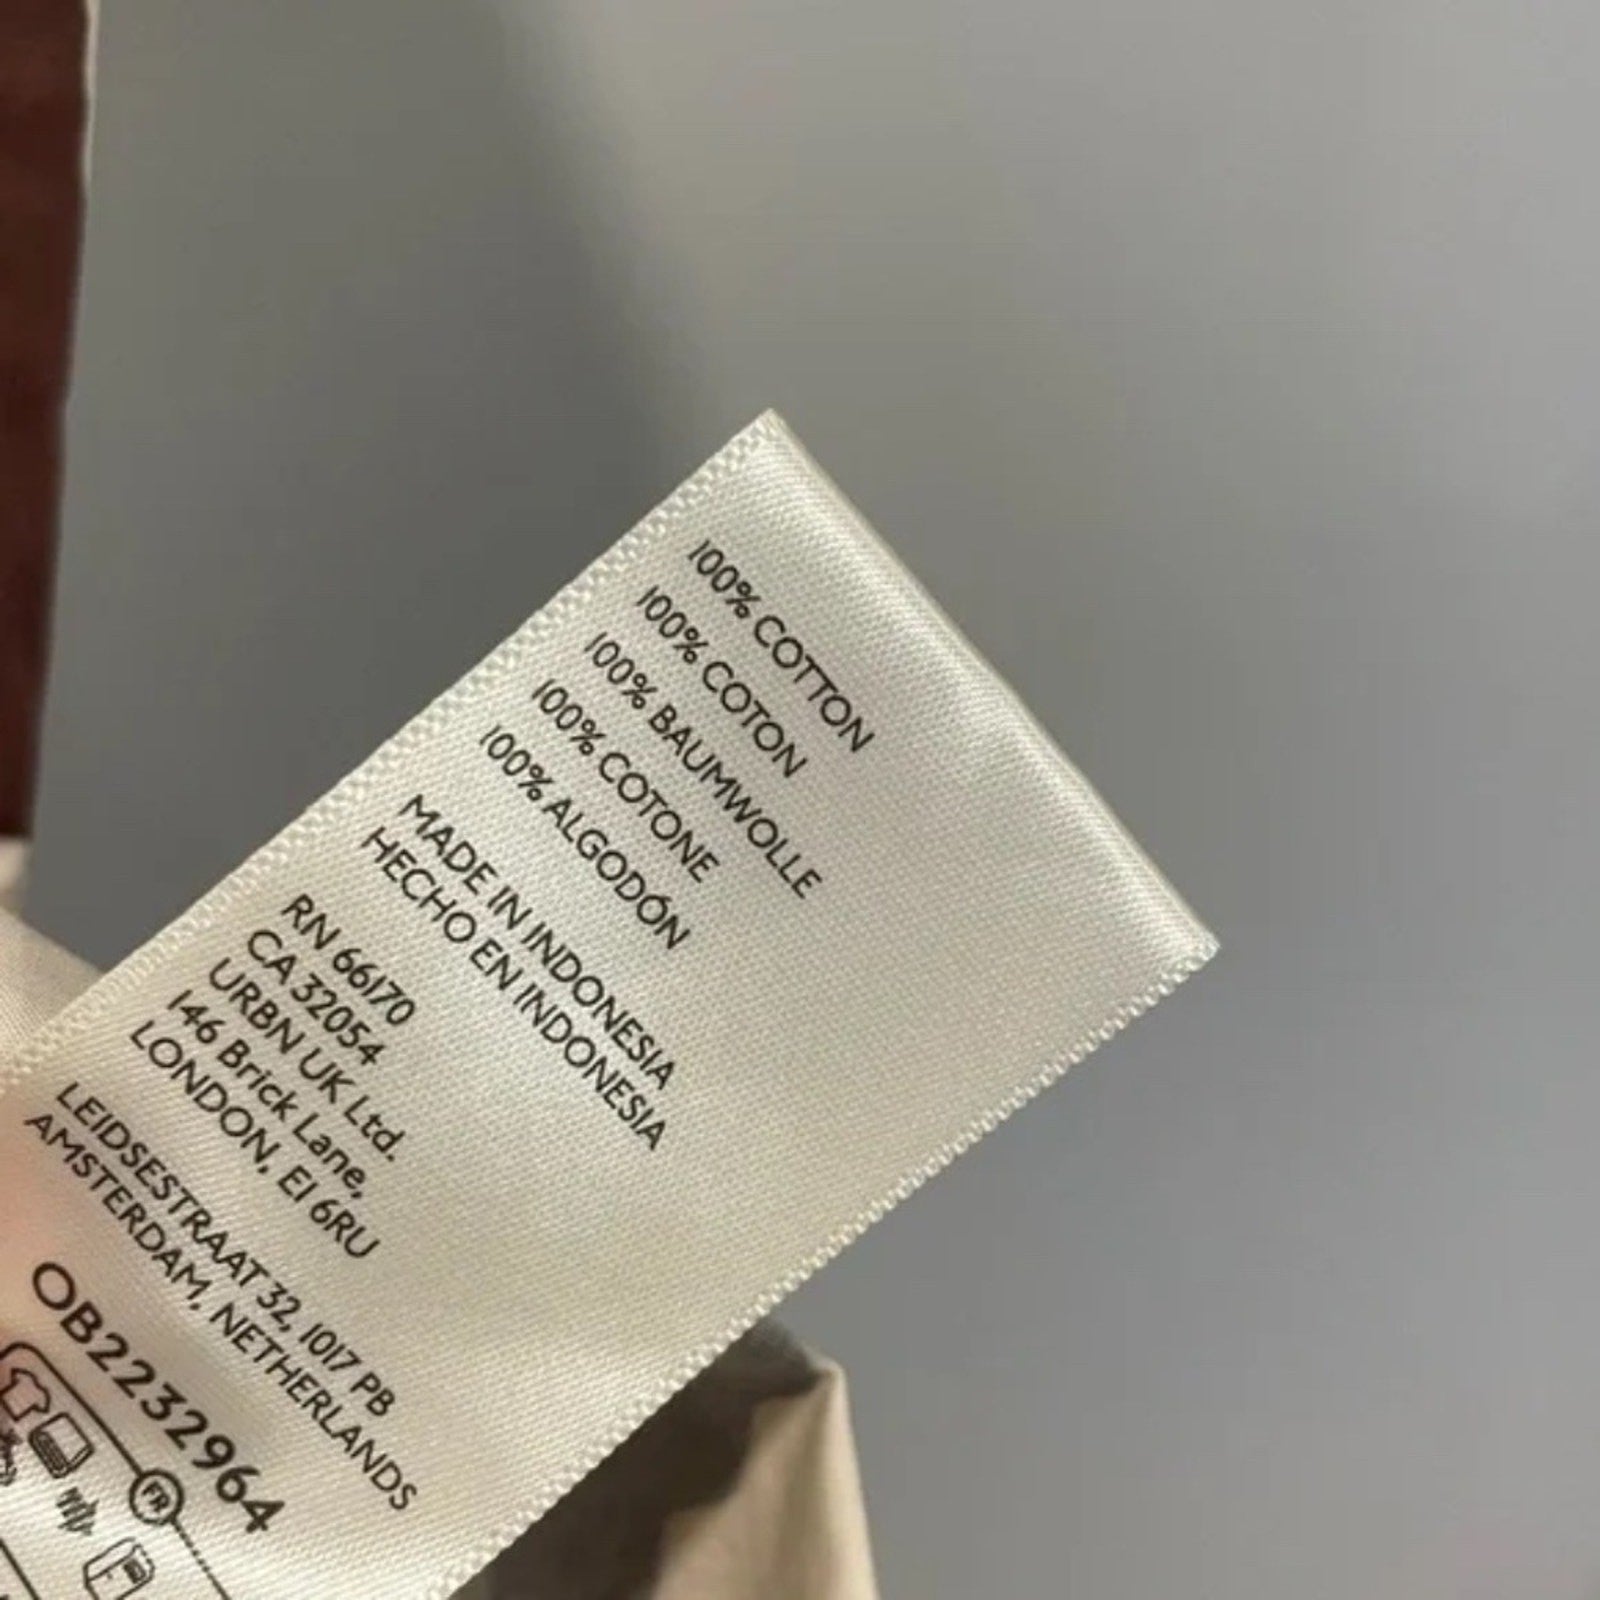 100% COTTON
100% COTON
100% BAUMWOLLE
100% COTONE
100% ALGODÓN
MADE IN INDONESIA
HECHO EN INDONESIA
RN 66170
CA 32054
URBN UK Ltd.
146 Brick Lane,
LONDON, E1 6RU
LEIDSESTRAAT 32, 1017 PB
AMSTERDAM, NETHERLANDS
OB2232964
FR